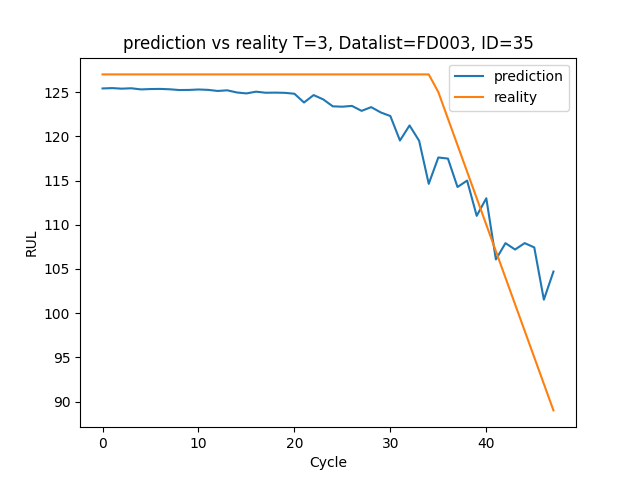 prediction vs reality T=3, Datalist=FD003, ID=35
prediction
reality
RUL
125
120
115
110
105
100
95
90
0 10 20 30 40
Cycle